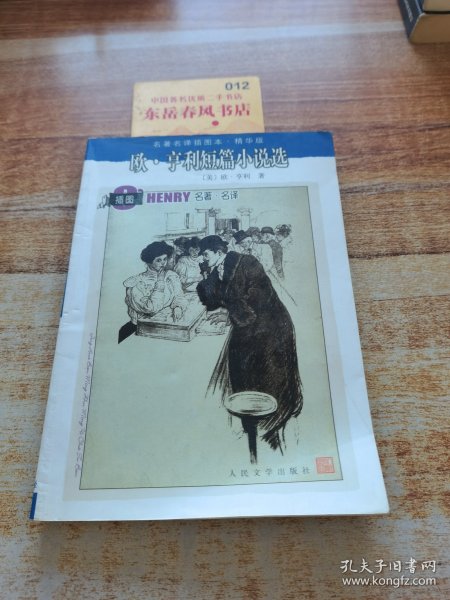 012
中国著名优质二手书店
东岳春风书店
名著名译插图本·精华版
欧·亨利短篇小说选
〔美〕欧·亨利 著
插图
HENRY 名著·名译
人民文学出版社
孔夫子旧书网
www.kongfz.com